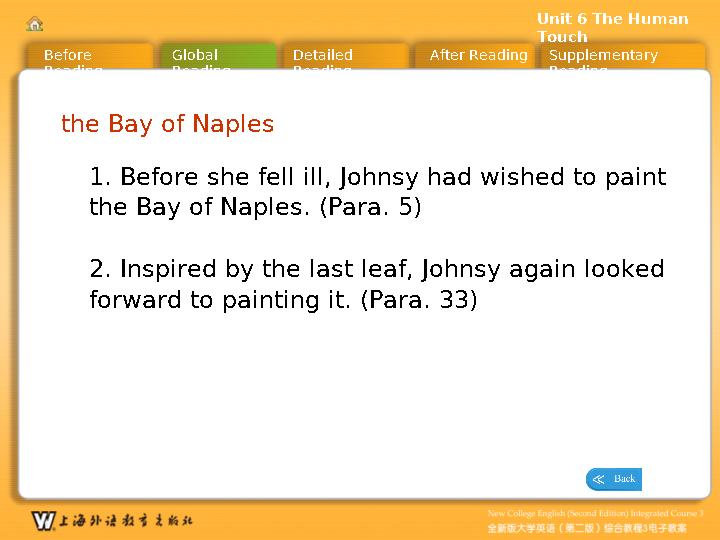 Unit 6 The Human
Touch
Before
Reading
Global
Reading
Detailed
Reading
After Reading
Supplementary
Reading
the Bay of Naples
1. Before she fell ill, Johnsy had wished to paint
the Bay of Naples. (Para. 5)
2. Inspired by the last leaf, Johnsy again looked
forward to painting it. (Para. 33)
Back
上海外语教育出版社
New College English (Second Edition) Integrated Course 3
全新版大学英语（第二版）综合教程3电子教案